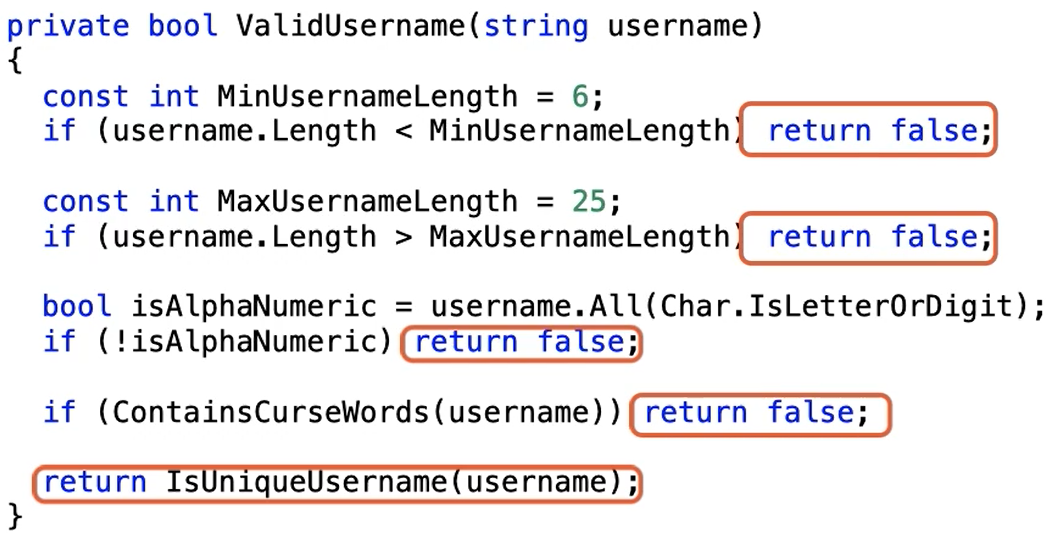 private bool ValidUsername(string username)
{
const int MinUsernameLength = 6;
if (username.Length < MinUsernameLength) return false;
const int MaxUsernameLength = 25;
if (username.Length > MaxUsernameLength) return false;
bool isAlphaNumeric = username.All(Char.IsLetterOrDigit);
if (!isAlphaNumeric) return false;
if (ContainsCurseWords(username)) return false;
return IsUniqueUsername(username);
}